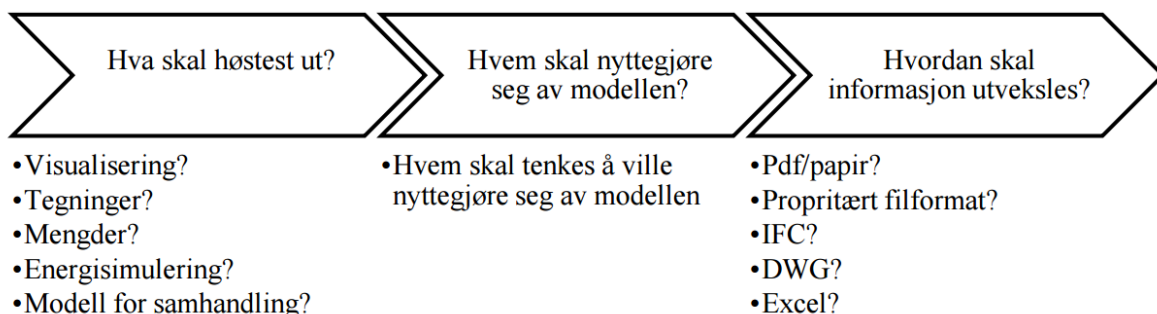 Hva skal høstest ut?
Hvem skal nyttegjøre
seg av modellen?
Hvordan skal
informasjon utveksles?
•Visualisering?
•Tegninger?
•Mengder?
•Energisimulering?
•Modell for samhandling?
•Hvem skal tenkes å ville
nyttegjøre seg av modellen
•Pdf/papir?
•Propritært filformat?
•IFC?
•DWG?
•Excel?